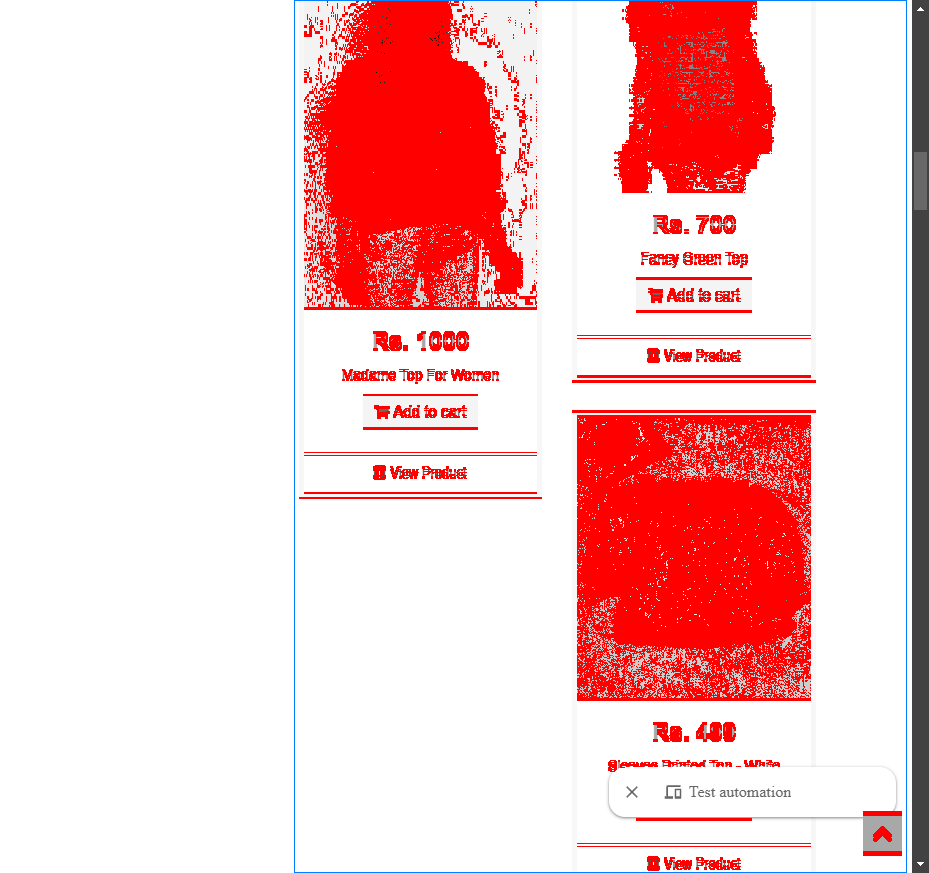 Rs. 1000
Madame Top For Women
Add to cart
View Product
Rs. 700
Fancy Green Top
Add to cart
View Product
Rs.
Sleeves Printed Top - White
Test automation
View Product